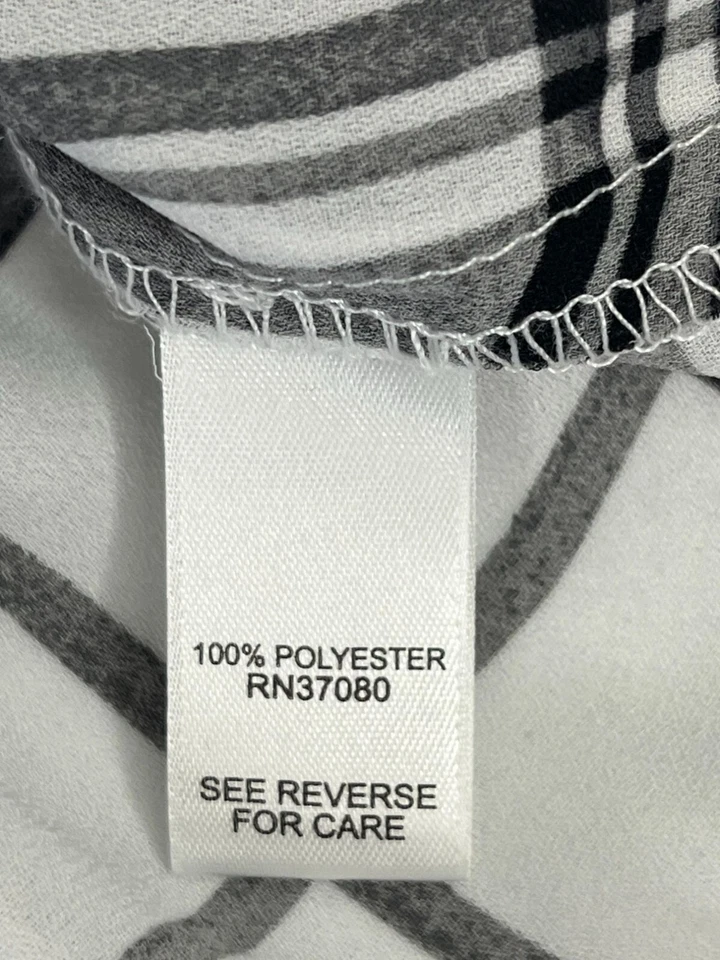 100% POLYESTER
RN37080
SEE REVERSE
FOR CARE